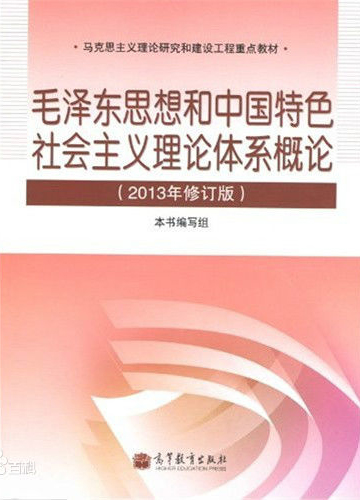 ·马克思主义理论研究和建设工程重点教材·
毛泽东思想和中国特色
社会主义理论体系概论
(2013年修订版)
本书编写组
高等教育出版社
HIGHER EDUCATION PRESS
百科